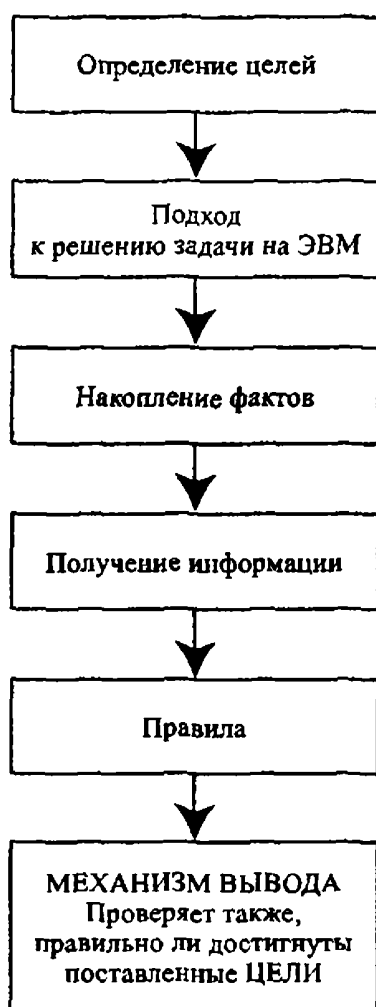 Определение целей
Подход
к решению задачи на ЭВМ
Накопление фактов
Получение информации
Правила
МЕХАНИЗМ ВЫВОДА
Проверяет также,
правильно ли достигнуты
поставленные ЦЕЛИ